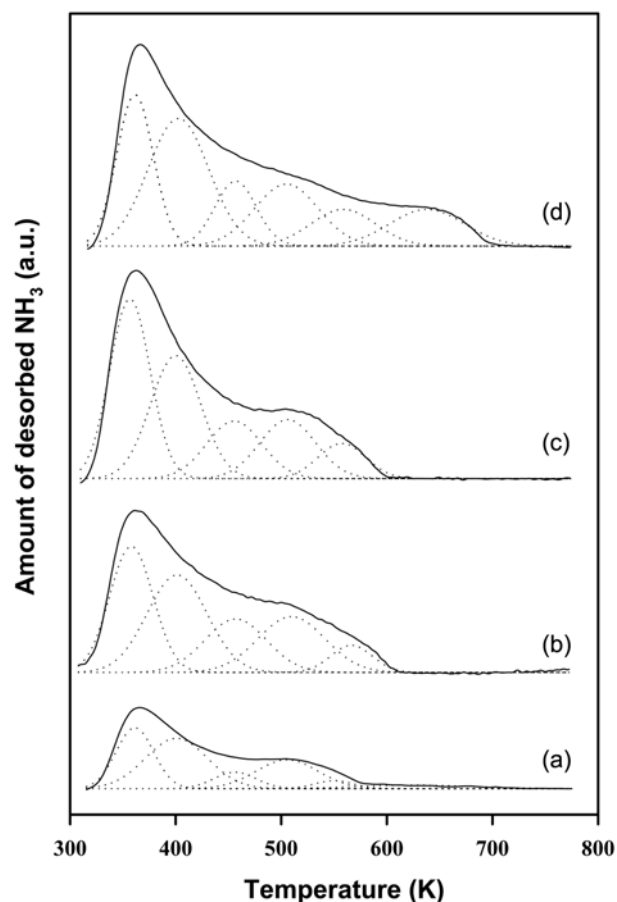 Amount of desorbed NH₃ (a.u.)
(d)
(c)
(b)
(a)
300 400 500 600 700 800
Temperature (K)